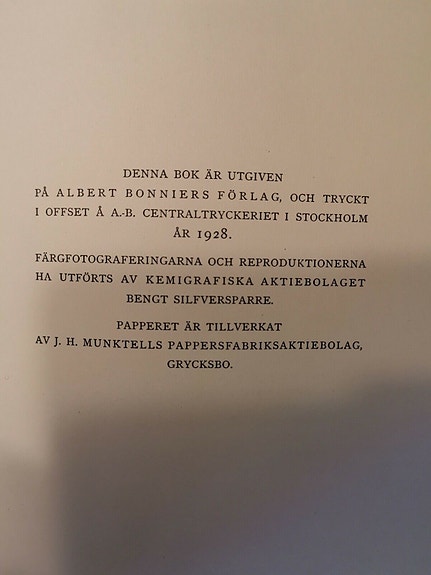 DENNA BOK ÄR UTGIVEN
PÅ ALBERT BONNIERS FÖRLAG, OCH TRYCKT
I OFFSET Å A.-B. CENTRALTRYCKERIET I STOCKHOLM
ÅR 1928.
FÄRGFOTOGRAFERINGARNA OCH REPRODUKTIONERNA
HA UTFÖRTS AV KEMIGRAFISKA AKTIEBOLAGET
BENGT SILFVERSPARRE.
PAPPERET ÄR TILLVERKAT
AV J. H. MUNKTELLS PAPPERSFABRIKSAKTIEBOLAG,
GRYCKSBO.